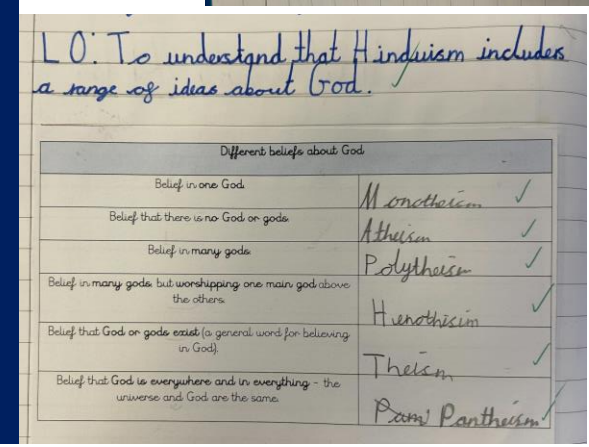 LO: To understand that Hinduism includes
a range of ideas about God.
Different beliefs about God
Belief in one God
Monotheism
Belief that there is no God or gods
Atheism
Belief in many gods
Polytheism
Belief in many gods, but worshipping one main god above
the others
Hienothisim
Belief that God or gods exist (a general word for believing
in God).
Theism
Belief that God is everywhere and in everything - the
universe and God are the same.
Pam Pantheism